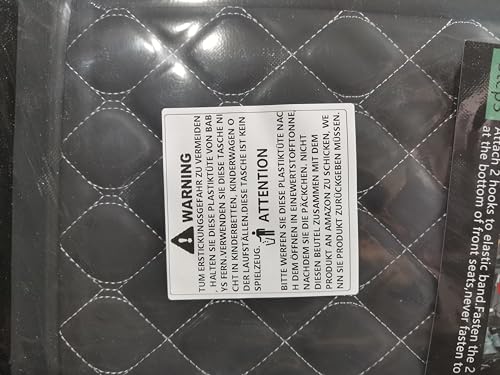 WARNING
TUM ERSTICKUNGSGEFAHR ZU VERMEIDEN
, HALTEN SIE DIESE PLASTIKTÜTE VON BAB
YS FERN.VERWENDEN SIE DIESE TASCHE NI
CHT IN KINDERBETTEN, KINDERWAGEN O
DER LAUFSTÄLLEN.DIESE TASCHE IST KEIN
SPIELZEUG.
ATTENTION
BITTE WERFEN SIE DIESE PLASTIKTÜTE NAC
H DEM ÖFFNEN IN EINEWERTSTOFFTONNE,
NACHDEM SIE DIE PÄCKCHEN. NICHT
DIESEN BEUTEL ZUSAMMEN MIT DEM
PRODUKT AN AMAZON ZU SCHICKEN, WE
NN SIE PRODUKT ZURÜCKGEBEN MÜSSEN.
ttach 2 hooks to elastic band.Fasten the 2
at the bottom of front seats,never fasten to